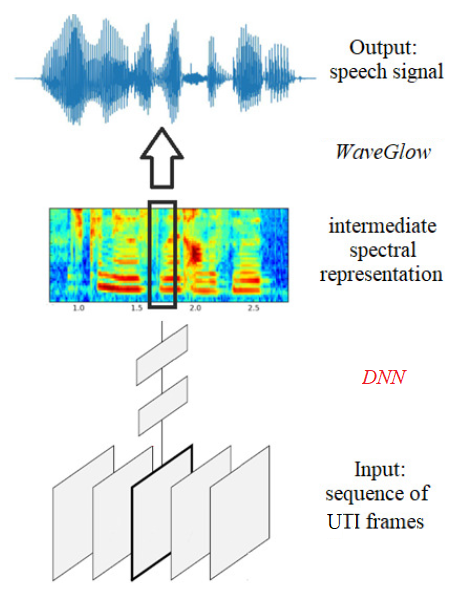 Output:
speech signal
WaveGlow
intermediate
spectral
representation
1.0 1.5 2.0 2.5
DNN
Input:
sequence of
UTI frames